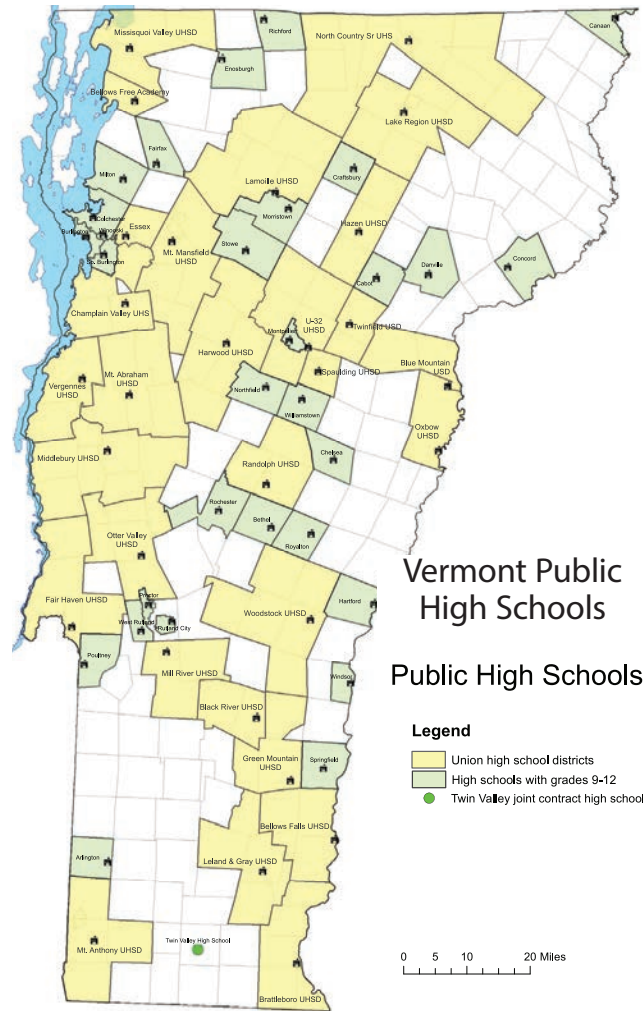 Missisquoi Valley UHSD
Richford
North Country Sr UHS
Canaan
Enosburgh
Bellows Free Academy
Lake Region UHSD
Fairfax
Milton
Craftsbury
Lamoille UHSD
Morristown
Colchester
Burlington
Winooski
Essex
Hazen UHSD
Stowe
Mt. Mansfield
UHSD
So. Burlington
Danville
Concord
Cabot
Champlain Valley UHS
U-32
UHSD
Montpelier
Twinfield USD
Harwood UHSD
Blue Mountain
USD
Spaulding UHSD
Mt. Abraham
UHSD
Vergennes
UHSD
Northfield
Williamstown
Oxbow
UHSD
Middlebury UHSD
Chelsea
Randolph UHSD
Rochester
Bethel
Royalton
Otter Valley
UHSD
Vermont Public
High Schools
Fair Haven UHSD
Proctor
Hartford
Woodstock UHSD
West Rutland
Rutland City
Poultney
Mill River UHSD
Windsor
Public High Schools
Black River UHSD
Legend
Union high school districts
High schools with grades 9-12
Twin Valley joint contract high school
Green Mountain
UHSD
Springfield
Bellows Falls UHSD
Arlington
Leland & Gray UHSD
Twin Valley High School
Mt. Anthony UHSD
0 5 10 20 Miles
Brattleboro UHSD